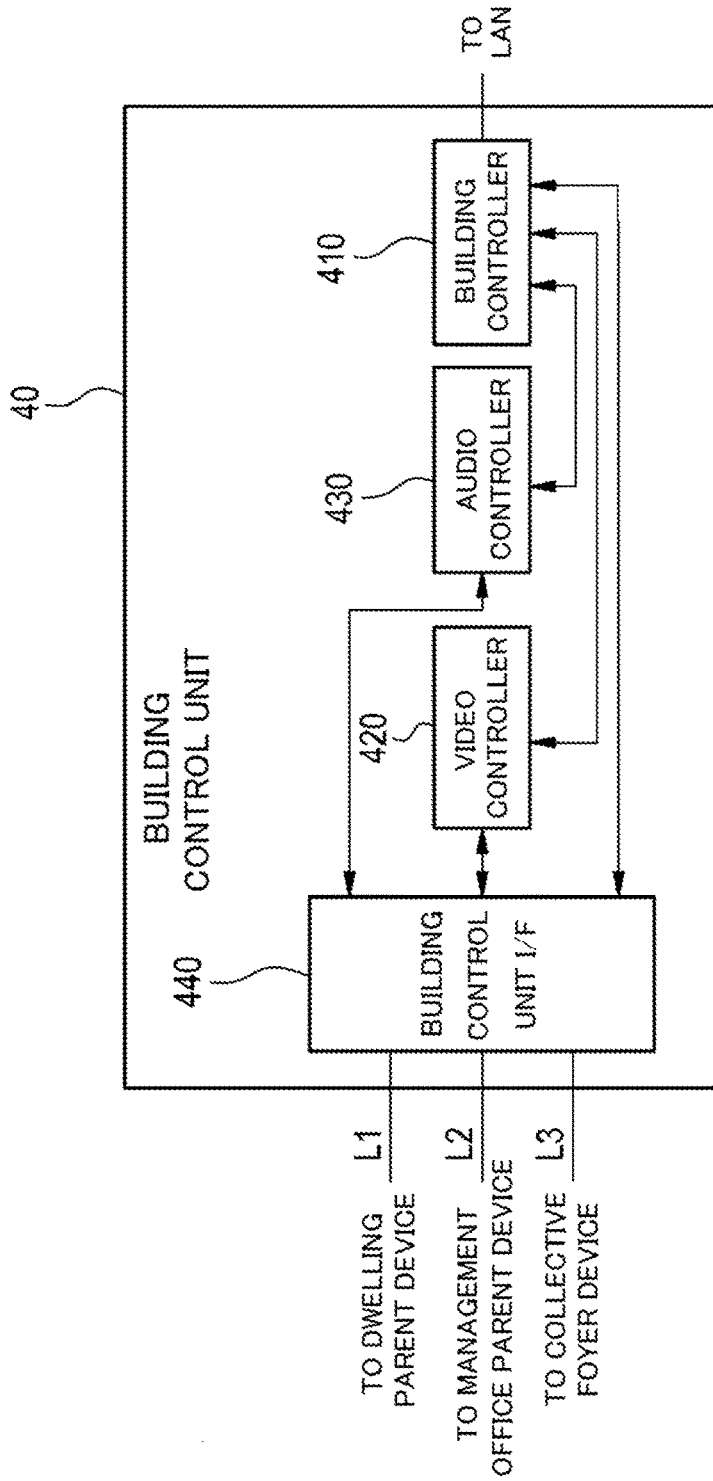 40
BUILDING
CONTROL UNIT
440
BUILDING
CONTROL
UNIT I/F
420
VIDEO
CONTROLLER
430
AUDIO
CONTROLLER
410
BUILDING
CONTROLLER
TO
LAN
L1
TO DWELLING
PARENT DEVICE
L2
TO MANAGEMENT
OFFICE PARENT DEVICE
L3
TO COLLECTIVE
FOYER DEVICE